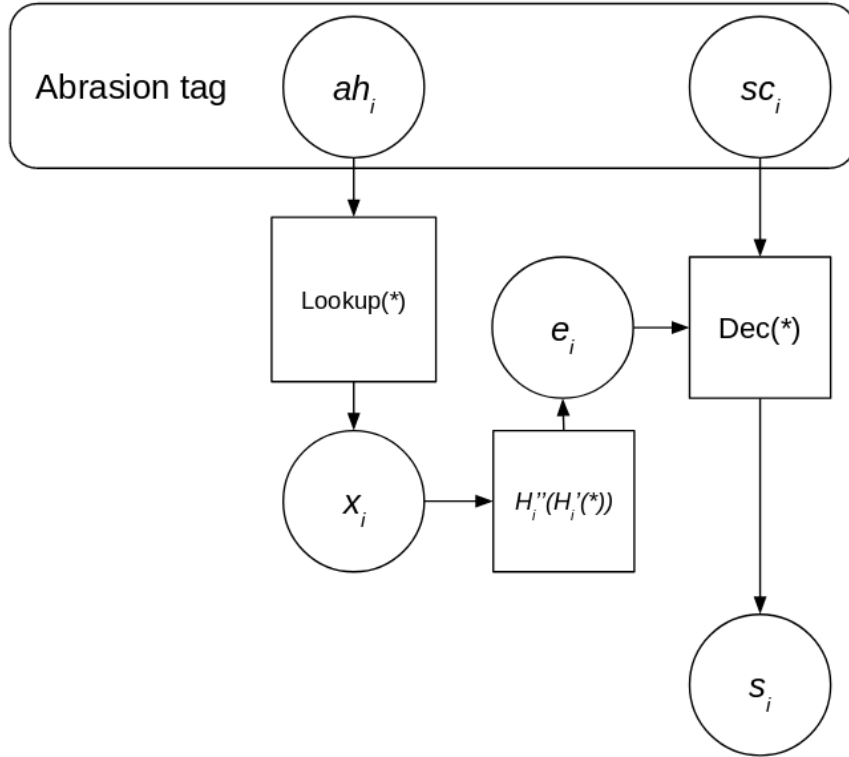 Abrasion tag
ah_i
sc_i
Lookup(*)
e_i
Dec(*)
x_i
H_i''(H_i'(*))
s_i